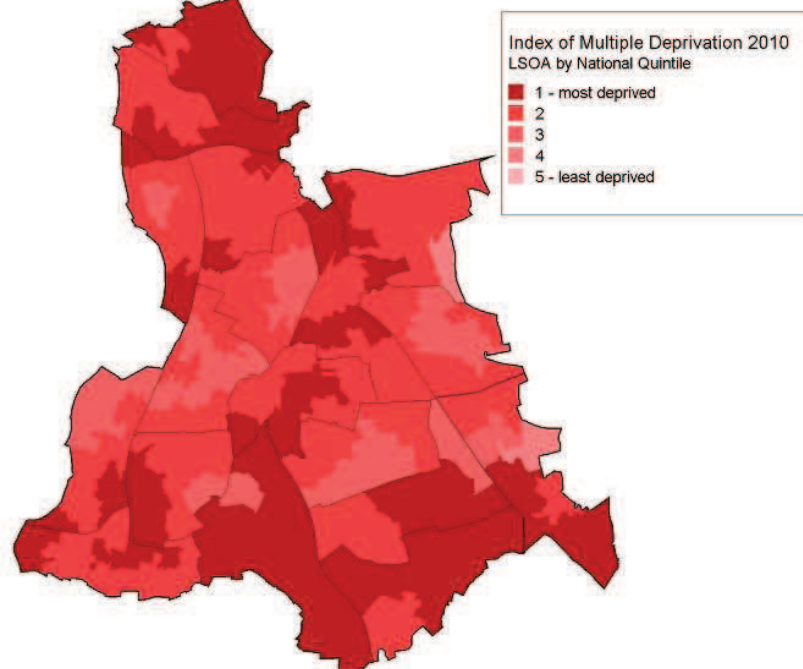 Index of Multiple Deprivation 2010
LSOA by National Quintile
1 - most deprived
2
3
4
5 - least deprived